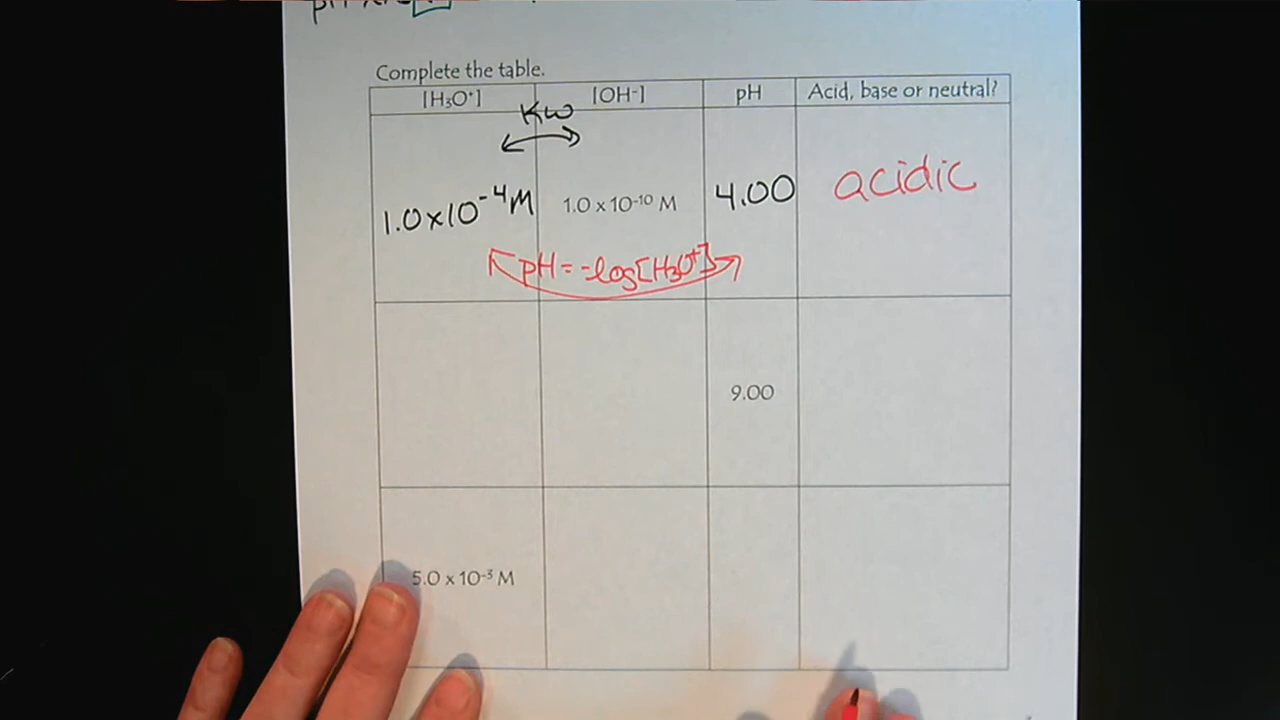 pH
Complete the table.
[H₃O⁺] [OH⁻] pH Acid, base or neutral?
Kw
1.0x10⁻⁴M 1.0 x 10⁻¹⁰ M 4.00 acidic
pH=-log[H₃O⁺]
9.00
5.0 x 10⁻³ M